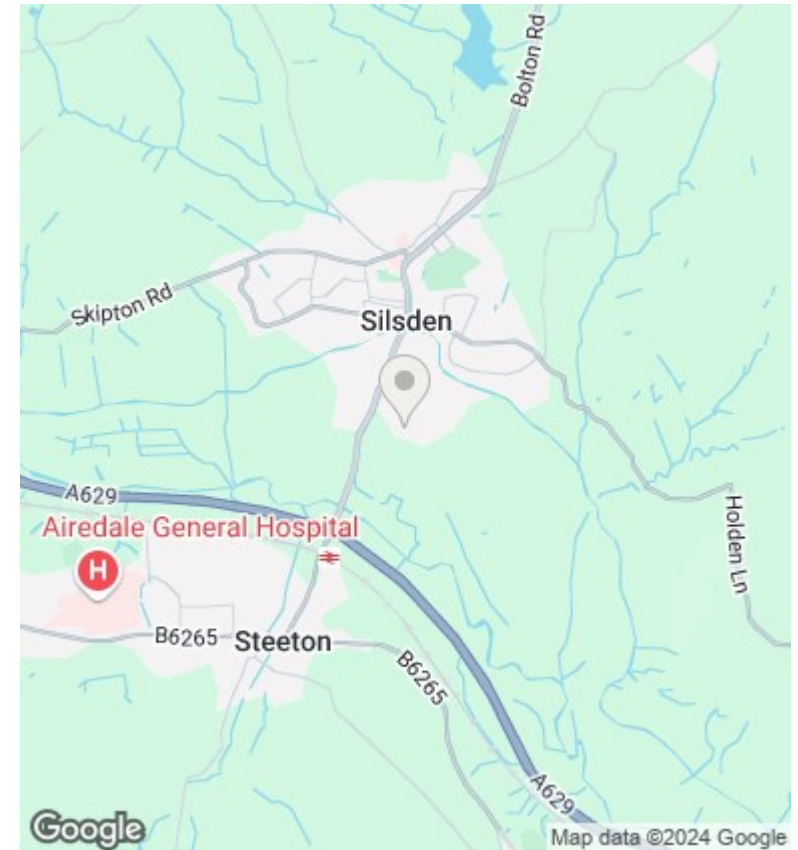 Bolton Rd
Skipton Rd
Silsden
A629
Airedale General Hospital
H
Holden Ln
B6265
Steeton
B6265
A629
Google
Map data ©2024 Google